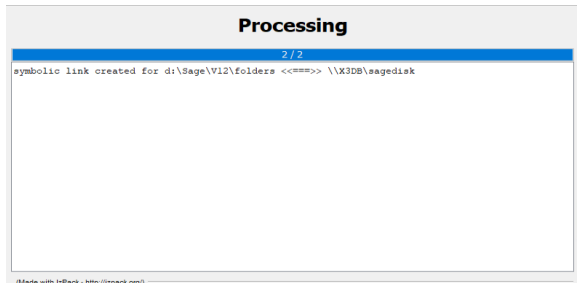 Processing
2 / 2
symbolic link created for d:\Sage\V12\folders <<===>> \\X3DB\sagedisk
(Made with IzPack - http://izpack.org/)